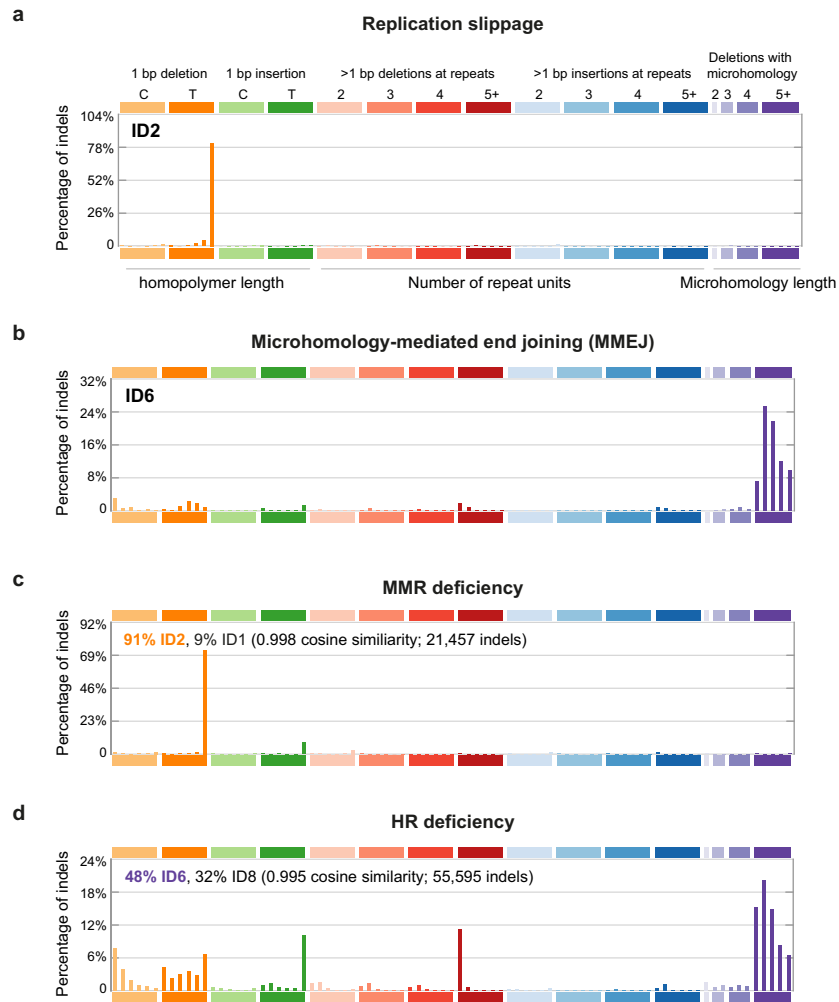 a
Replication slippage
1 bp deletion 1 bp insertion >1 bp deletions at repeats >1 bp insertions at repeats Deletions with microhomology
C T C T 2 3 4 5+ 2 3 4 5+ 2 3 4 5+
Percentage of indels
104%
78%
52%
26%
0
ID2
homopolymer length Number of repeat units Microhomology length
b
Microhomology-mediated end joining (MMEJ)
Percentage of indels
32%
24%
16%
8%
0
ID6
c
MMR deficiency
Percentage of indels
92%
69%
46%
23%
0
91% ID2, 9% ID1 (0.998 cosine similiarity; 21,457 indels)
d
HR deficiency
Percentage of indels
24%
18%
12%
6%
0
48% ID6, 32% ID8 (0.995 cosine similarity; 55,595 indels)